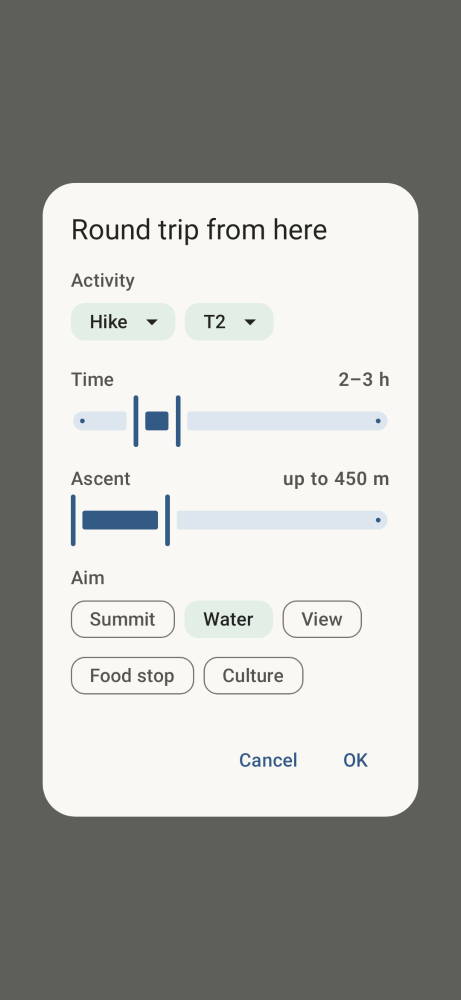 Round trip from here
Activity
Hike T2
Time 2–3 h
Ascent up to 450 m
Aim
Summit Water View
Food stop Culture
Cancel OK